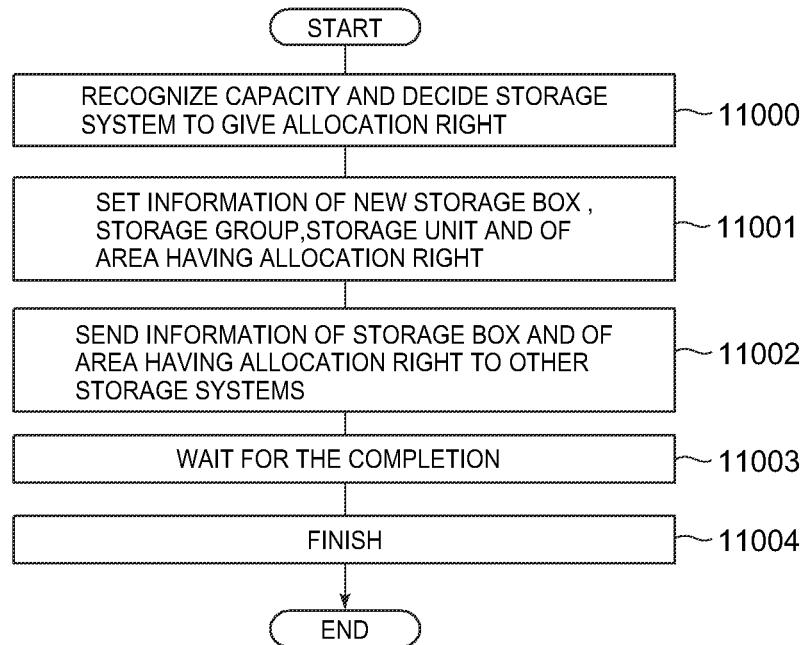 START
RECOGNIZE CAPACITY AND DECIDE STORAGE
SYSTEM TO GIVE ALLOCATION RIGHT
11000
SET INFORMATION OF NEW STORAGE BOX ,
STORAGE GROUP,STORAGE UNIT AND OF
AREA HAVING ALLOCATION RIGHT
11001
SEND INFORMATION OF STORAGE BOX AND OF
AREA HAVING ALLOCATION RIGHT TO OTHER
STORAGE SYSTEMS
11002
WAIT FOR THE COMPLETION
11003
FINISH
11004
END